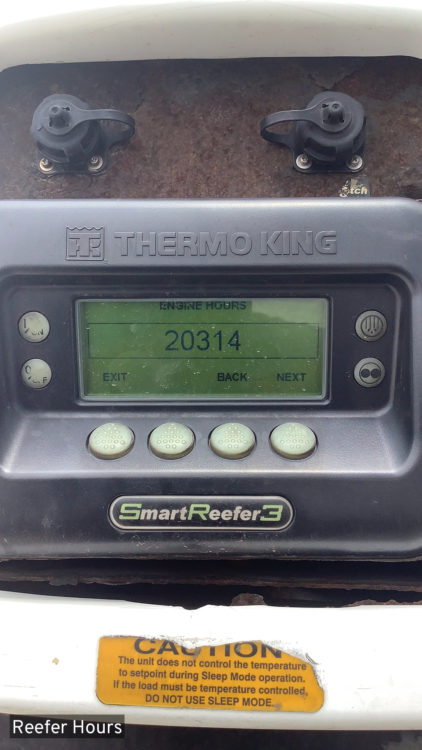 tch
THERMO KING
ENGINE HOURS
20314
EXIT BACK NEXT
SmartReefer3
CAUTION
The unit does not control the temperature
to setpoint during Sleep Mode operation.
If the load must be temperature controlled,
DO NOT USE SLEEP MODE.
Reefer Hours